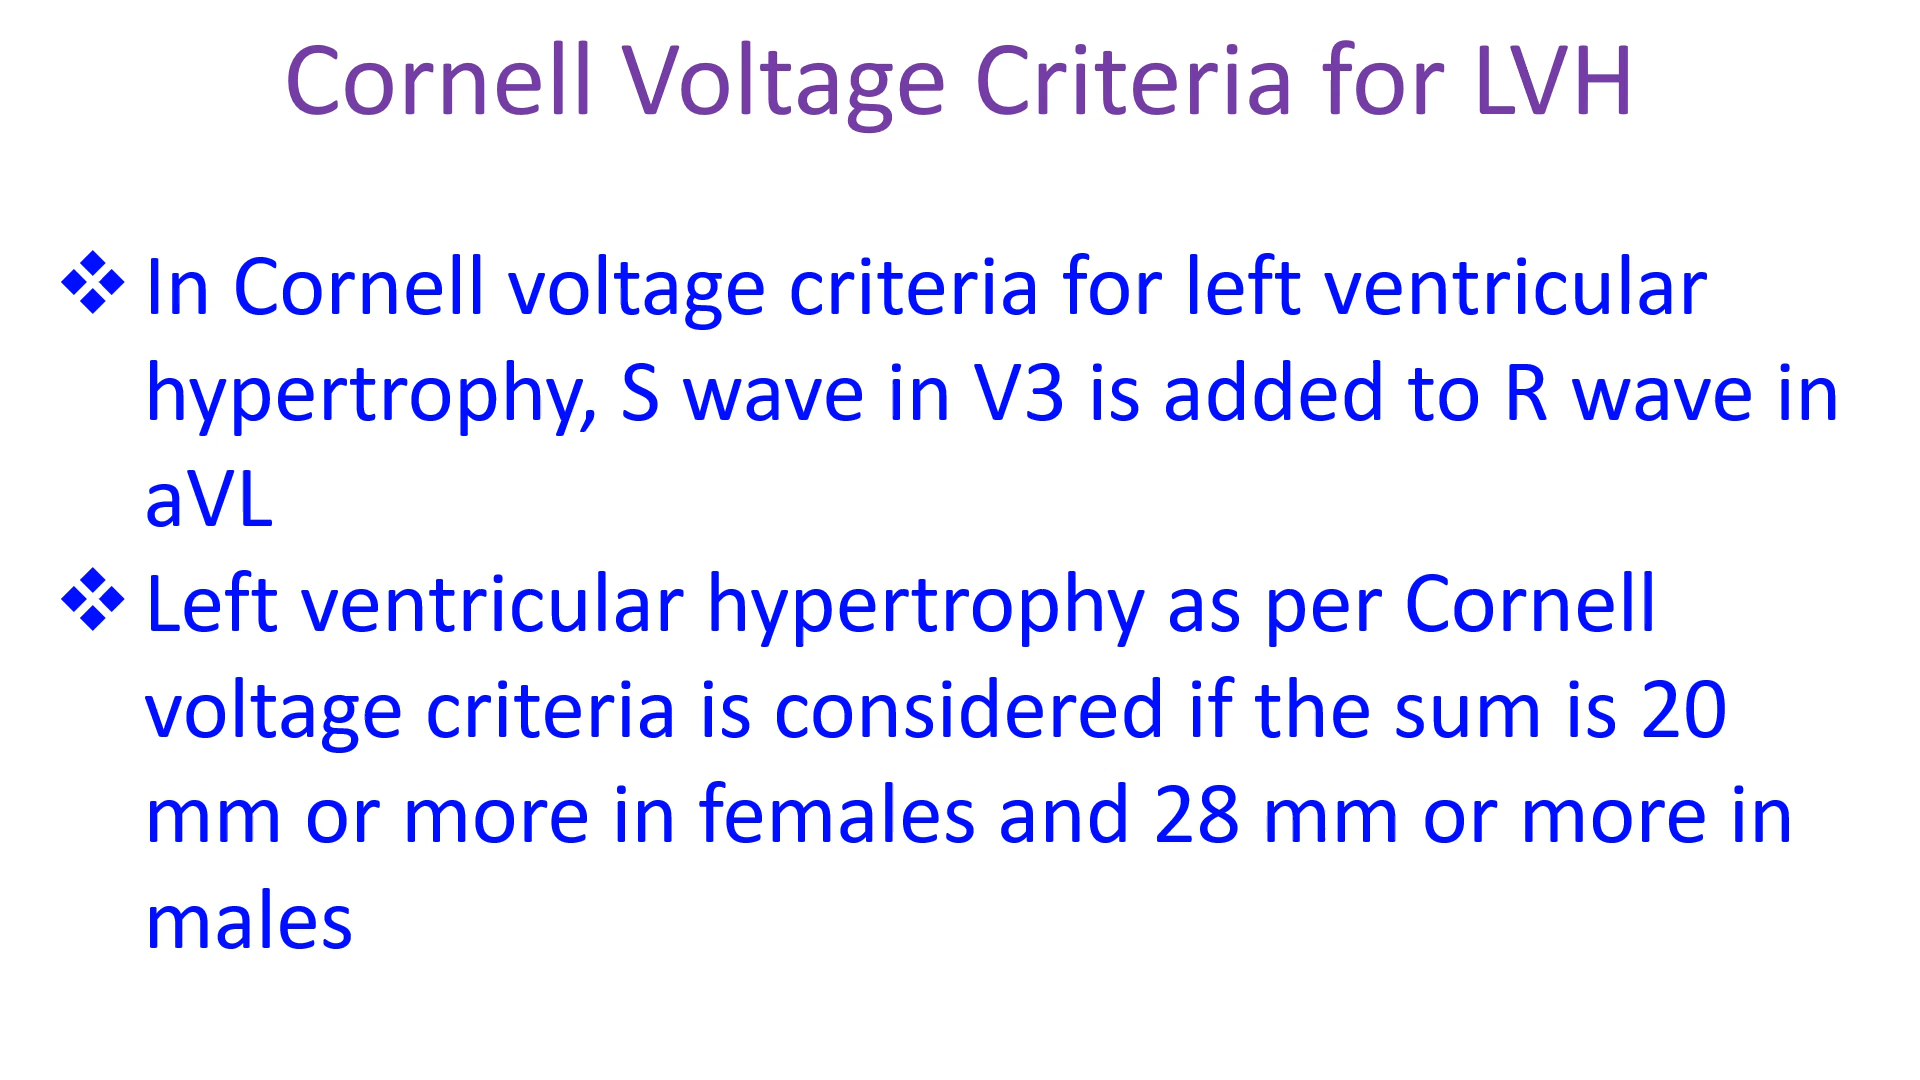 Cornell Voltage Criteria for LVH
❖ In Cornell voltage criteria for left ventricular
hypertrophy, S wave in V3 is added to R wave in
aVL
❖ Left ventricular hypertrophy as per Cornell
voltage criteria is considered if the sum is 20
mm or more in females and 28 mm or more in
males